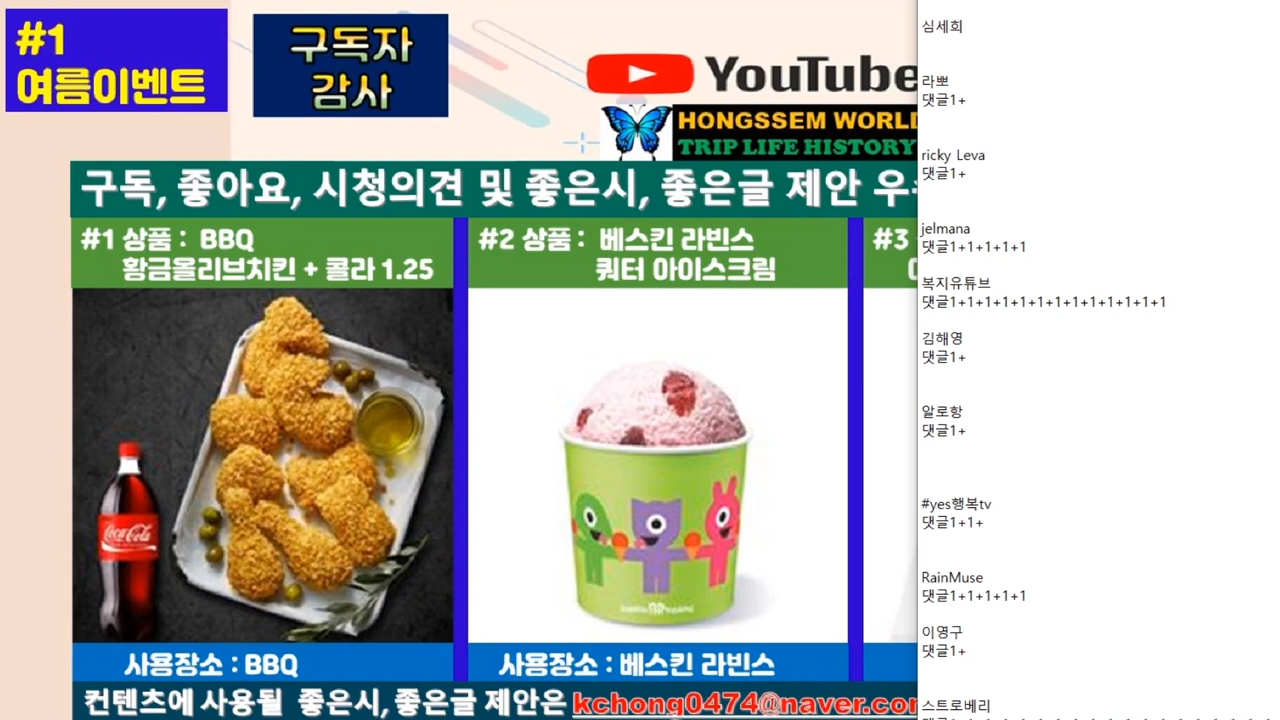 #1
여름이벤트
구독자
감사
YouTube
HONGSSEM WORLD
TRIP LIFE HISTORY
구독, 좋아요, 시청의견 및 좋은시, 좋은글 제안
#1 상품 : BBQ
황금올리브치킨 + 콜라 1.25
#2 상품 : 베스킨 라빈스
쿼터 아이스크림
#3
Coca-Cola
사용장소 : BBQ
사용장소 : 베스킨 라빈스
컨텐츠에 사용될 좋은시, 좋은글 제안은 kchong0474@naver.com
심세희
라뽀
댓글1+
ricky Leva
댓글1+
jelmana
댓글1+1+1+1+1
복지유튜브
댓글1+1+1+1+1+1+1+1+1+1+1+1+1
김해영
댓글1+
알로항
댓글1+
#yes행복tv
댓글1+1+
RainMuse
댓글1+1+1+1+1
이영구
댓글1+
스트로베리